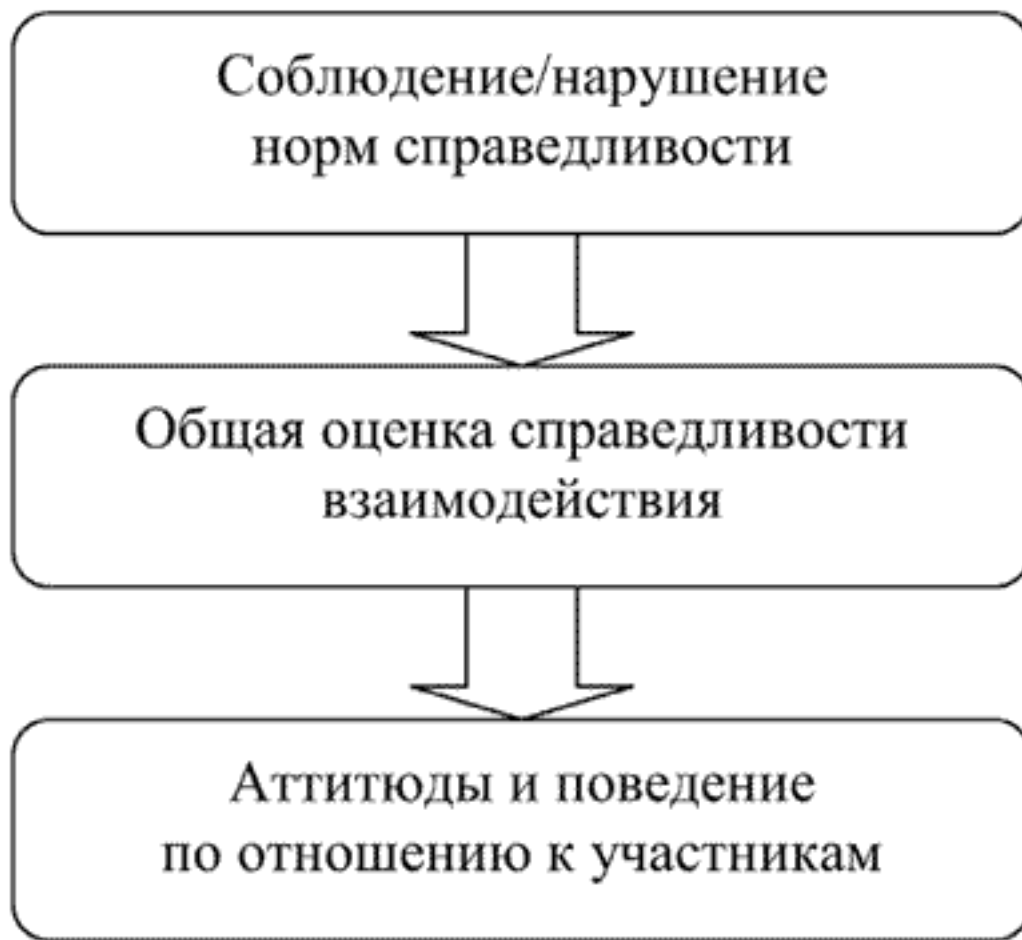 Соблюдение/нарушение
норм справедливости
Общая оценка справедливости
взаимодействия
Аттитюды и поведение
по отношению к участникам